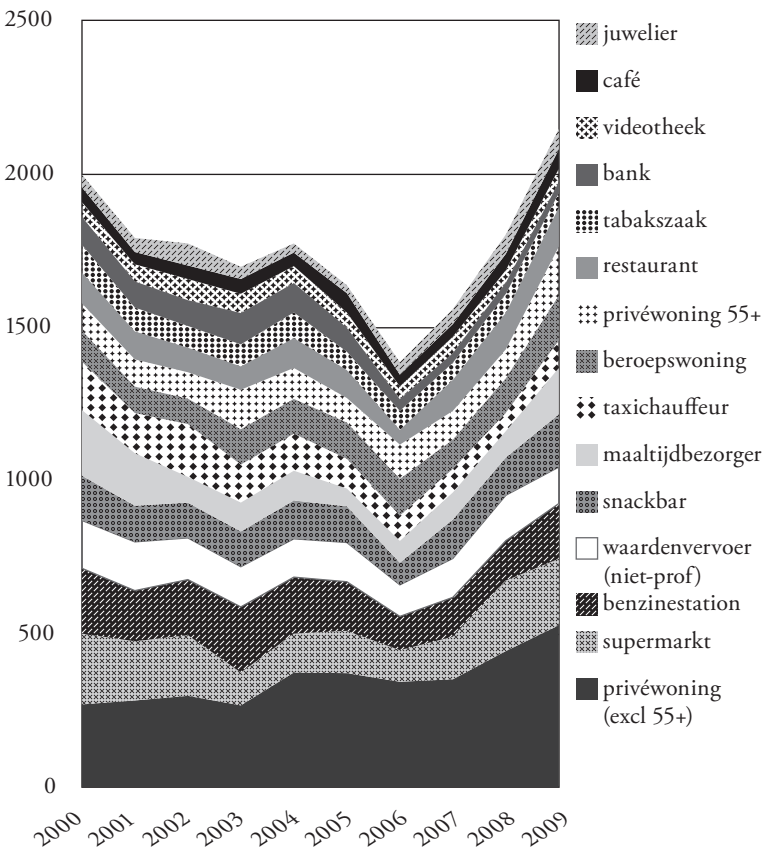 2500
2000
1500
1000
500
0
2000
2001
2002
2003
2004
2005
2006
2007
2008
2009
juwelier
café
videotheek
bank
tabakszaak
restaurant
privéwoning 55+
beroepswoning
taxichauffeur
maaltijdbezorger
snackbar
waardenvervoer
(niet-prof)
benzinestation
supermarkt
privéwoning
(excl 55+)